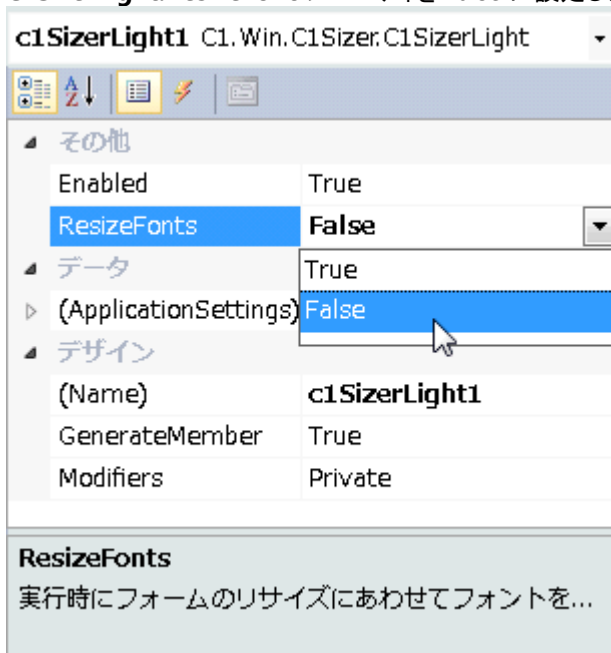 c1SizerLight1 C1.Win.C1Sizer.C1SizerLight
その他
Enabled True
ResizeFonts False
データ True
(ApplicationSettings) False
デザイン
(Name) c1SizerLight1
GenerateMember True
Modifiers Private
ResizeFonts
実行時にフォームのリサイズにあわせてフォントを...